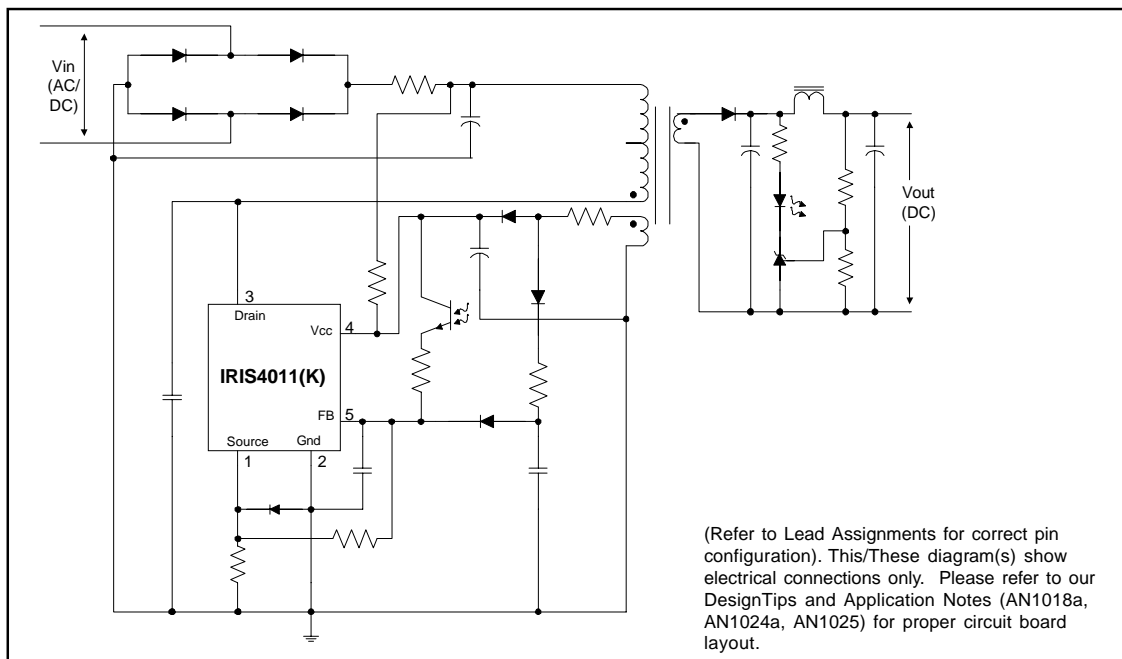 Vin
(AC/
DC)
Vout
(DC)
3
Drain
Vcc
4
IRIS4011(K)
FB
5
Source
Gnd
1
2
(Refer to Lead Assignments for correct pin
configuration). This/These diagram(s) show
electrical connections only. Please refer to our
DesignTips and Application Notes (AN1018a,
AN1024a, AN1025) for proper circuit board
layout.